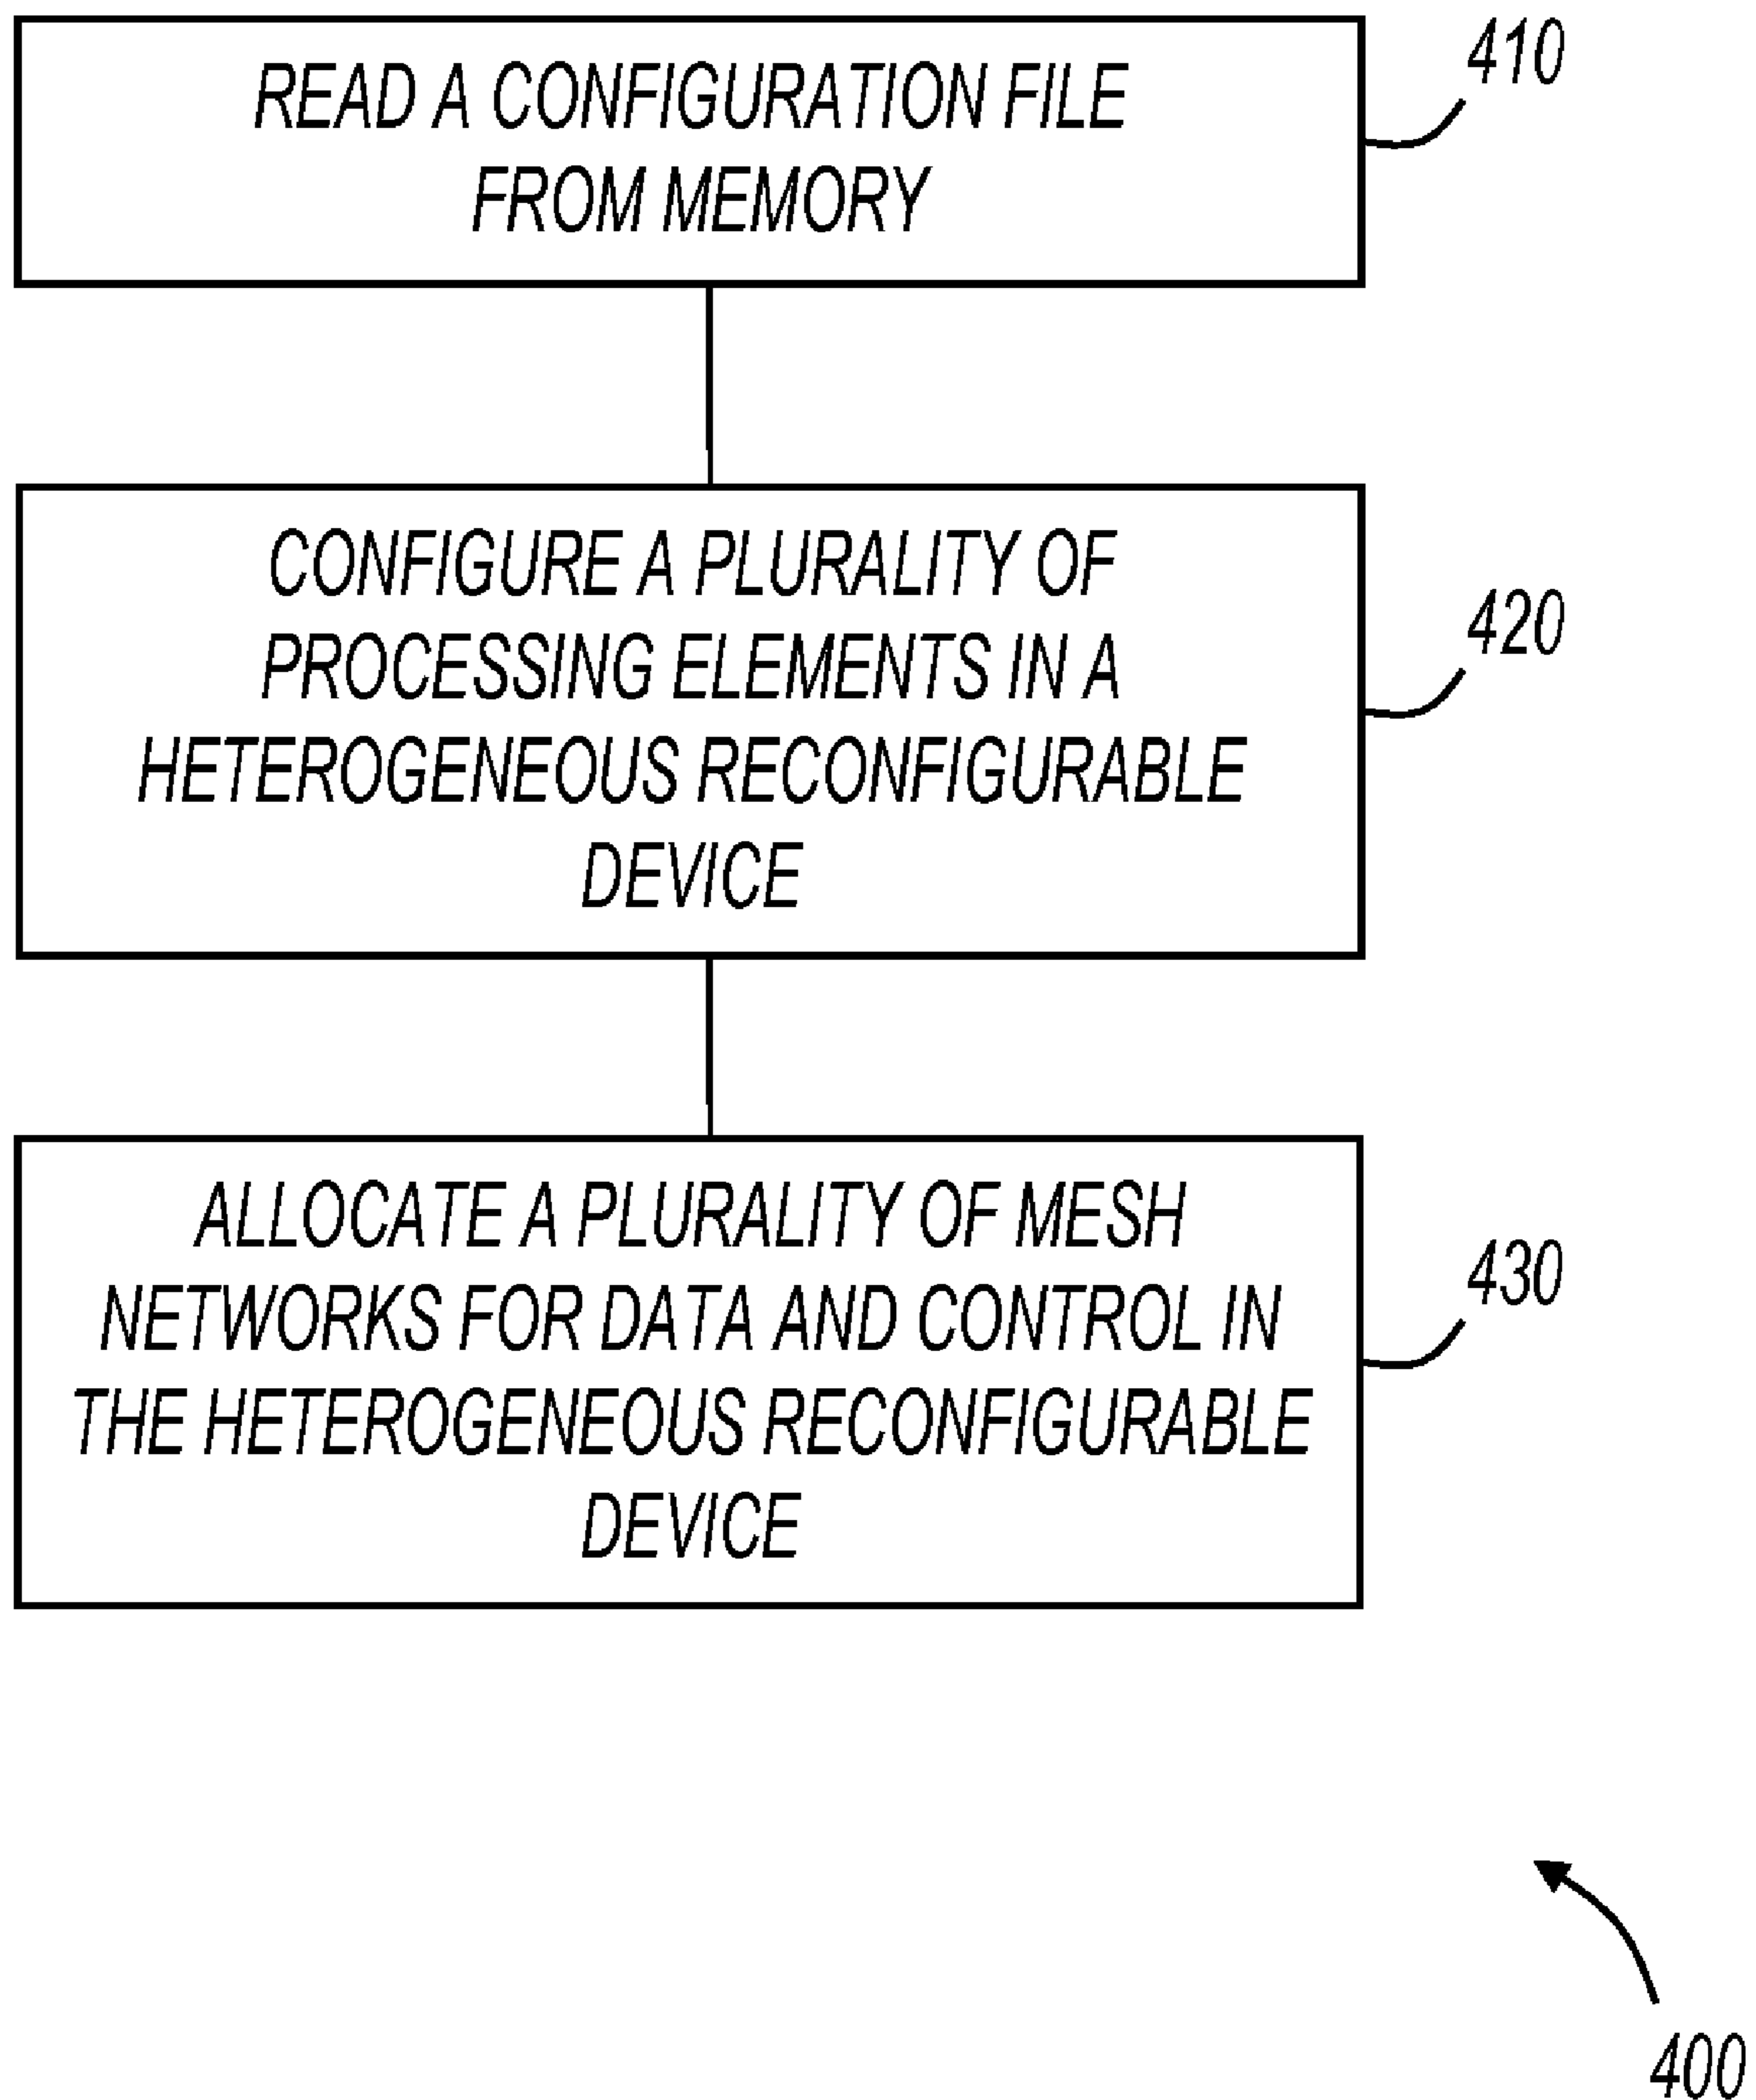 READ A CONFIGURATION FILE
FROM MEMORY
410
CONFIGURE A PLURALITY OF
PROCESSING ELEMENTS IN A
HETEROGENEOUS RECONFIGURABLE
DEVICE
420
ALLOCATE A PLURALITY OF MESH
NETWORKS FOR DATA AND CONTROL IN
THE HETEROGENEOUS RECONFIGURABLE
DEVICE
430
400